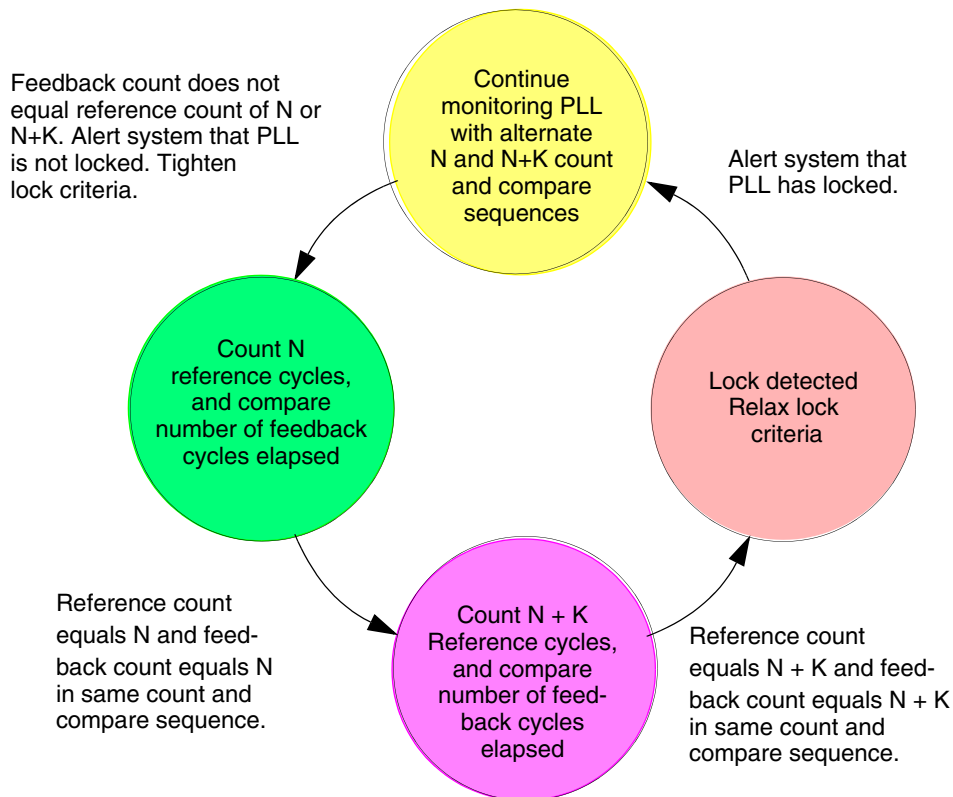 Feedback count does not
equal reference count of N or
N+K. Alert system that PLL
is not locked. Tighten
lock criteria.
Continue
monitoring PLL
with alternate
N and N+K count
and compare
sequences
Alert system that
PLL has locked.
Count N
reference cycles,
and compare
number of feedback
cycles elapsed
Lock detected
Relax lock
criteria
Reference count
equals N and feed-
back count equals N
in same count and
compare sequence.
Count N + K
Reference cycles,
and compare
number of feed-
back cycles
elapsed
Reference count
equals N + K and feed-
back count equals N + K
in same count and
compare sequence.